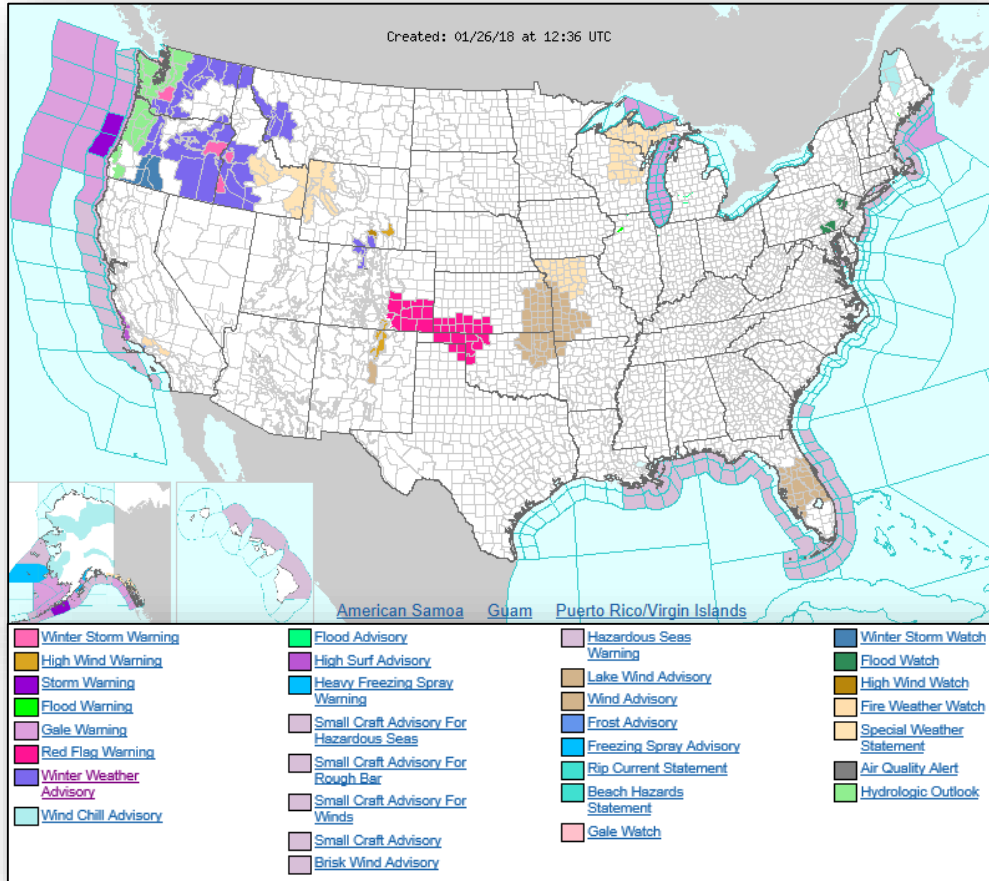 Created: 01/26/18 at 12:36 UTC
American Samoa Guam Puerto Rico/Virgin Islands
Winter Storm Warning
High Wind Warning
Storm Warning
Flood Warning
Gale Warning
Red Flag Warning
Winter Weather
Advisory
Wind Chill Advisory
Flood Advisory
High Surf Advisory
Heavy Freezing Spray
Warning
Small Craft Advisory For
Hazardous Seas
Small Craft Advisory For
Rough Bar
Small Craft Advisory For
Winds
Small Craft Advisory
Brisk Wind Advisory
Hazardous Seas
Warning
Lake Wind Advisory
Wind Advisory
Frost Advisory
Freezing Spray Advisory
Rip Current Statement
Beach Hazards
Statement
Gale Watch
Winter Storm Watch
Flood Watch
High Wind Watch
Fire Weather Watch
Special Weather
Statement
Air Quality Alert
Hydrologic Outlook